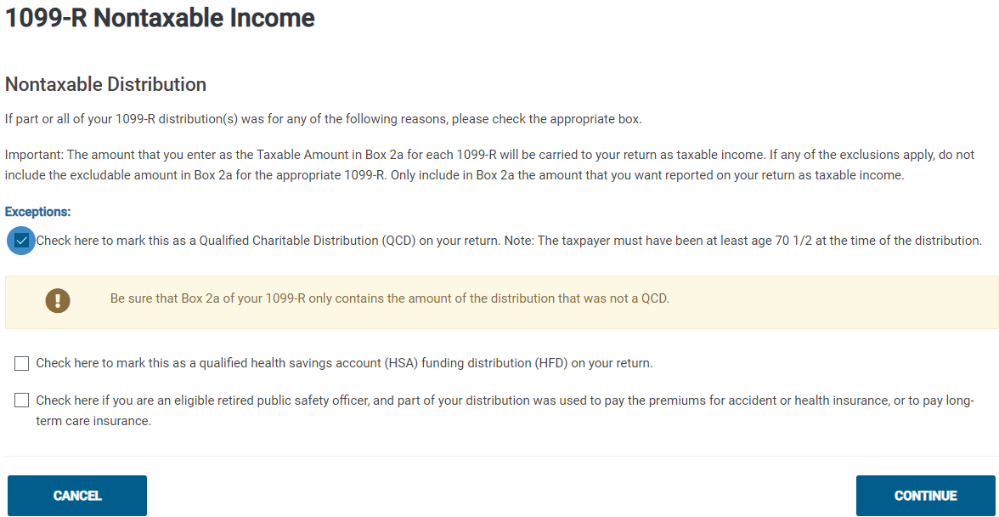 1099-R Nontaxable Income
Nontaxable Distribution
If part or all of your 1099-R distribution(s) was for any of the following reasons, please check the appropriate box.
Important: The amount that you enter as the Taxable Amount in Box 2a for each 1099-R will be carried to your return as taxable income. If any of the exclusions apply, do not
include the excludable amount in Box 2a for the appropriate 1099-R. Only include in Box 2a the amount that you want reported on your return as taxable income.
Exceptions:
Check here to mark this as a Qualified Charitable Distribution (QCD) on your return. Note: The taxpayer must have been at least age 70 1/2 at the time of the distribution.
Be sure that Box 2a of your 1099-R only contains the amount of the distribution that was not a QCD.
Check here to mark this as a qualified health savings account (HSA) funding distribution (HFD) on your return.
Check here if you are an eligible retired public safety officer, and part of your distribution was used to pay the premiums for accident or health insurance, or to pay long-
term care insurance.
CANCEL
CONTINUE